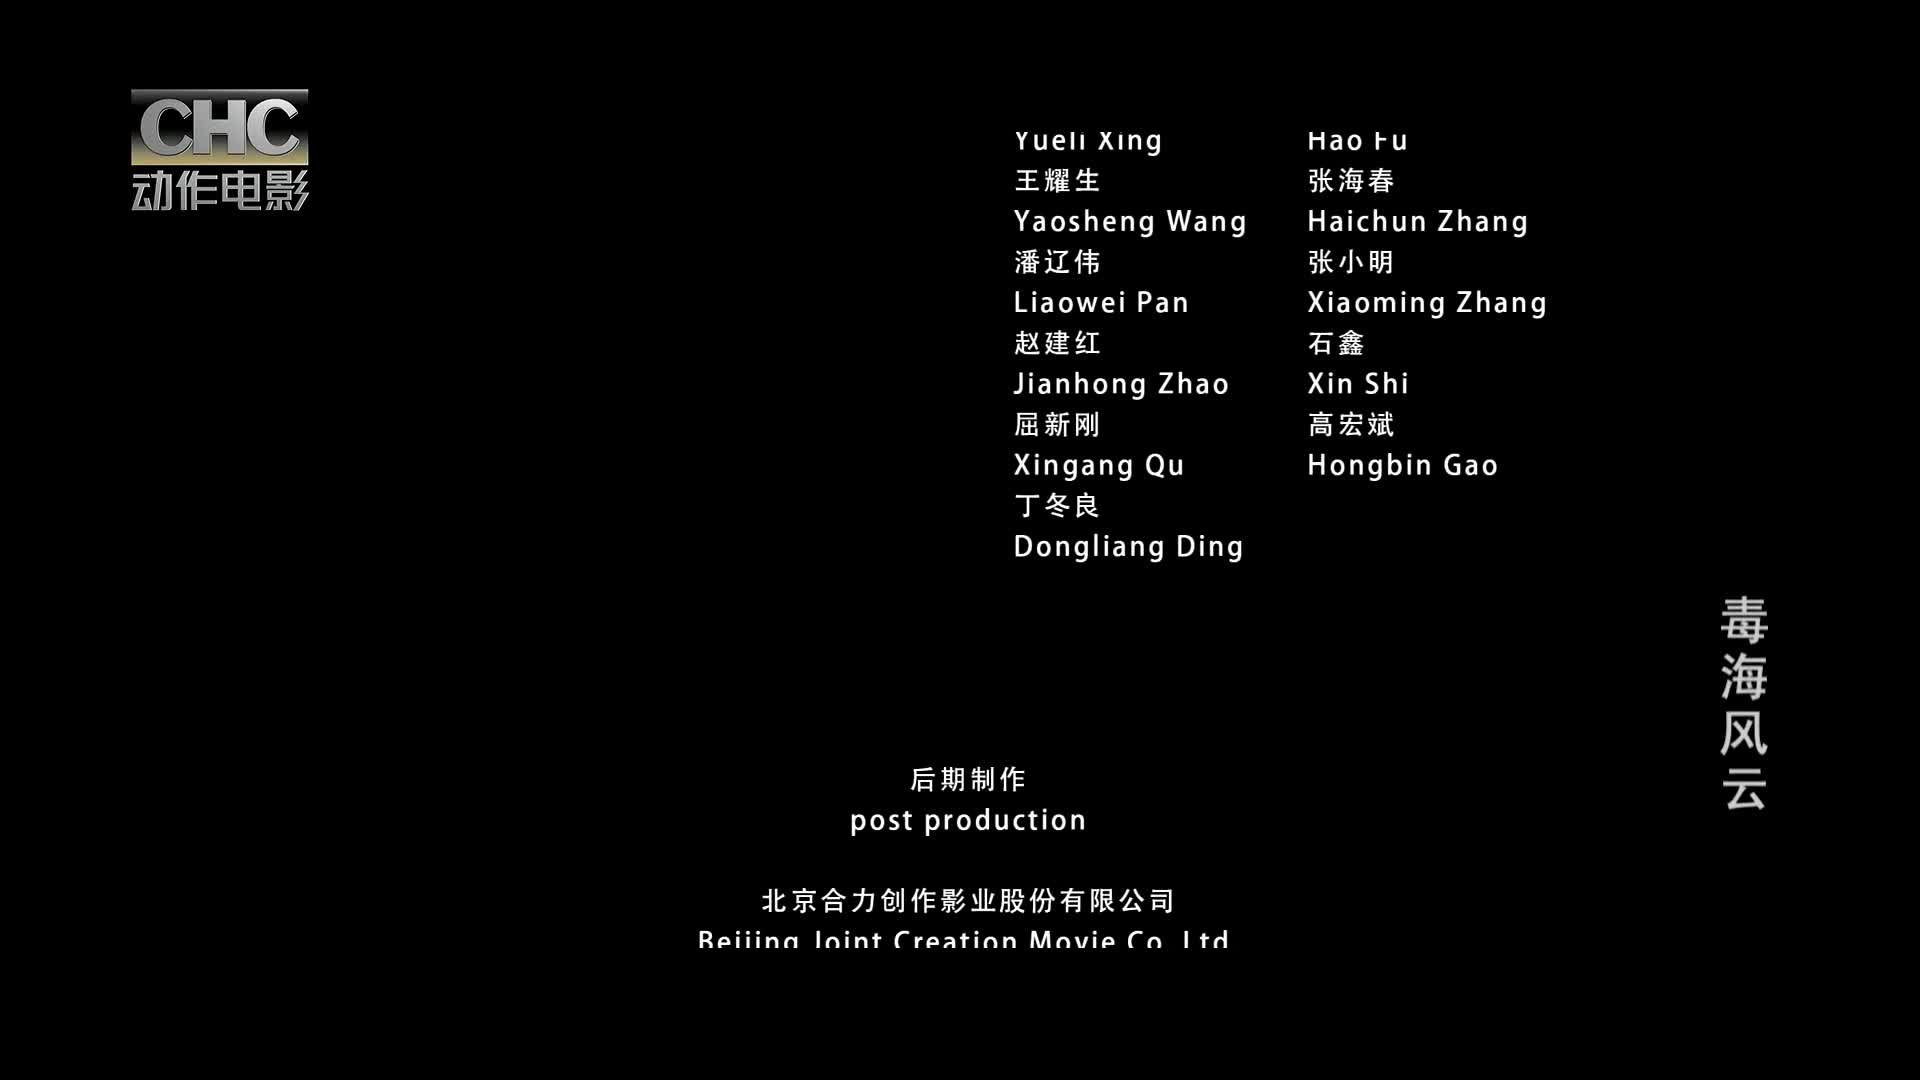 CHC
动作电影
Yueli Xing
Hao Fu
王耀生
张海春
Yaosheng Wang
Haichun Zhang
潘辽伟
张小明
Liaowei Pan
Xiaoming Zhang
赵建红
石鑫
Jianhong Zhao
Xin Shi
屈新刚
高宏斌
Xingang Qu
Hongbin Gao
丁冬良
Dongliang Ding
毒海风云
后期制作
post production
北京合力创作影业股份有限公司
Beijing Joint Creation Movie Co. Ltd